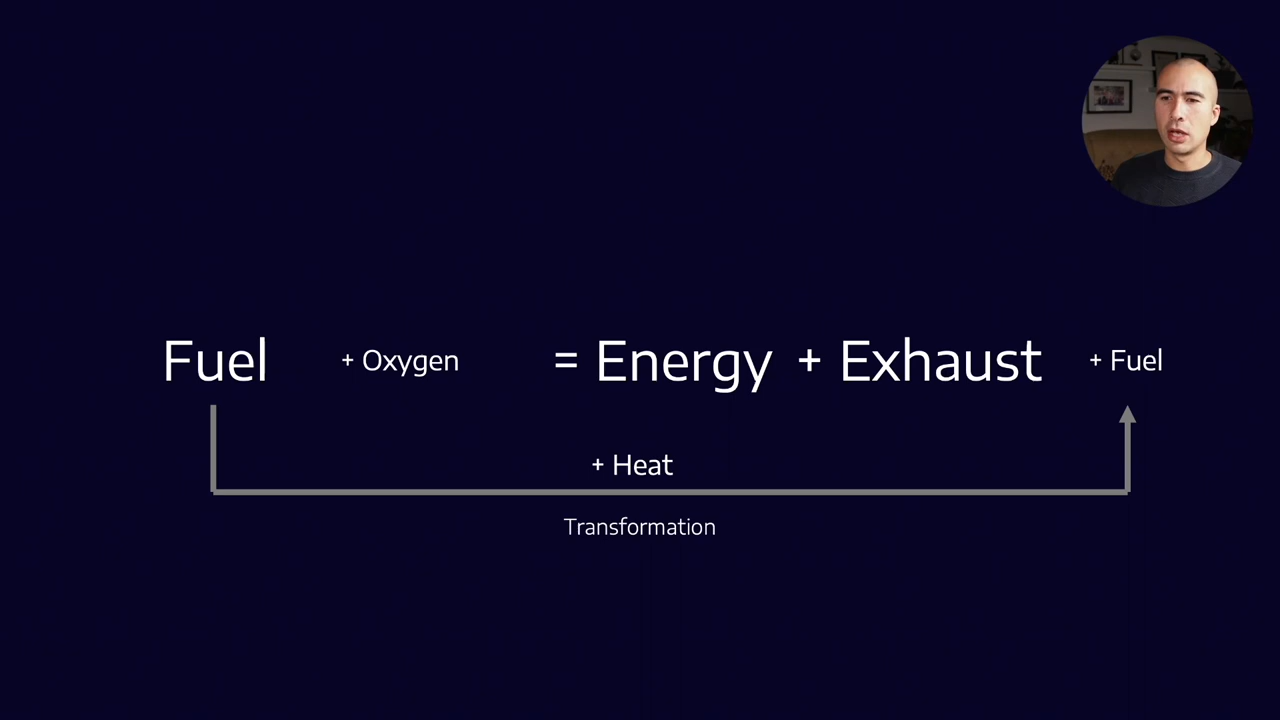 Fuel + Oxygen = Energy + Exhaust + Fuel
+ Heat
Transformation